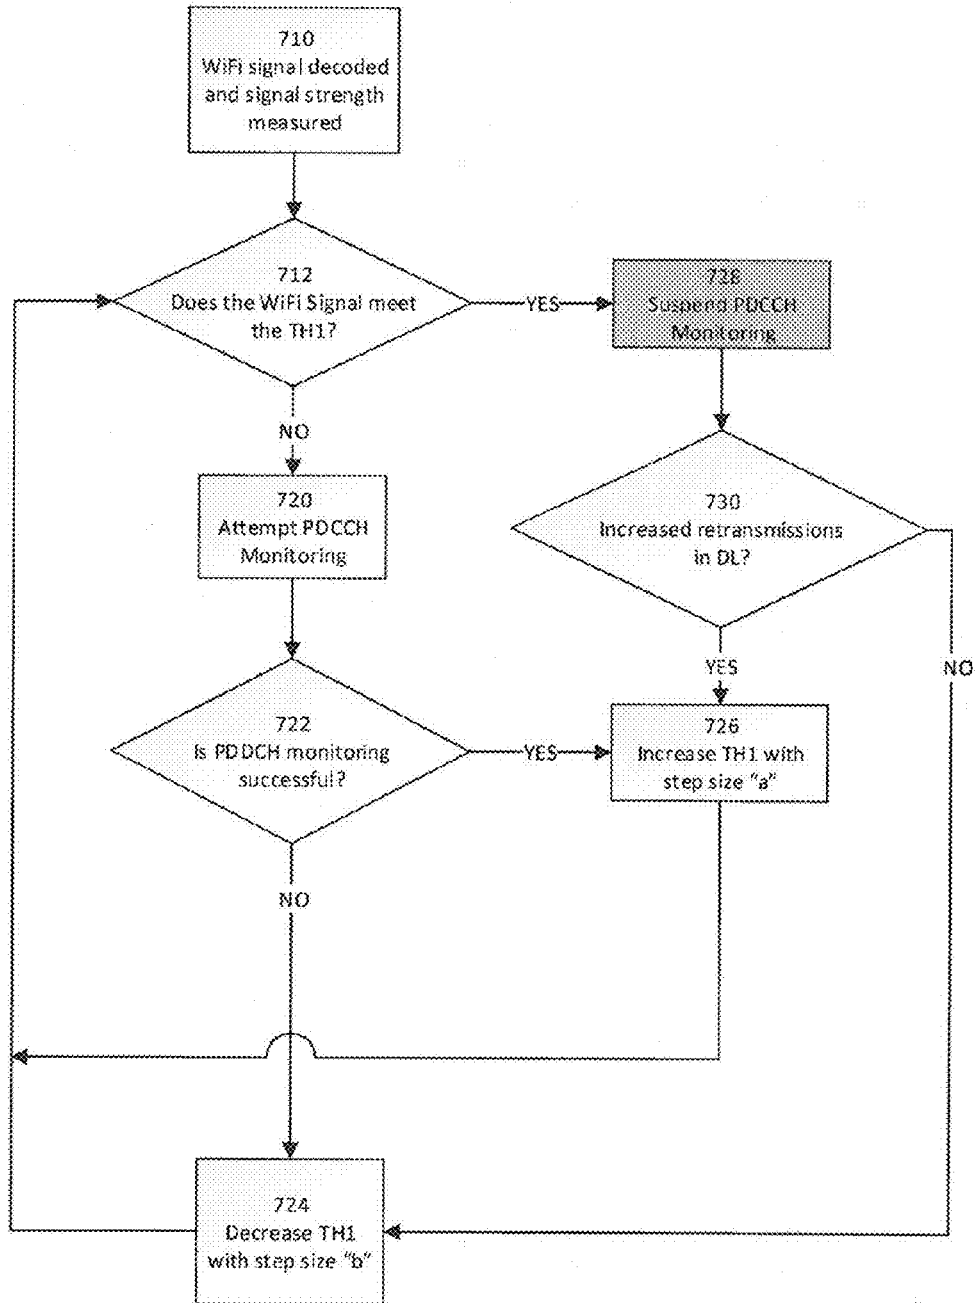 710
WiFi signal decoded
and signal strength
measured
712
Does the WiFi Signal meet
the TH1?
YES
728
Suspend PDCCH
Monitoring
NO
720
Attempt PDCCH
Monitoring
730
Increased retransmissions
in DL?
YES
NO
722
Is PDDCH monitoring
successful?
YES
726
Increase TH1 with
step size "a"
NO
724
Decrease TH1
with step size "b"